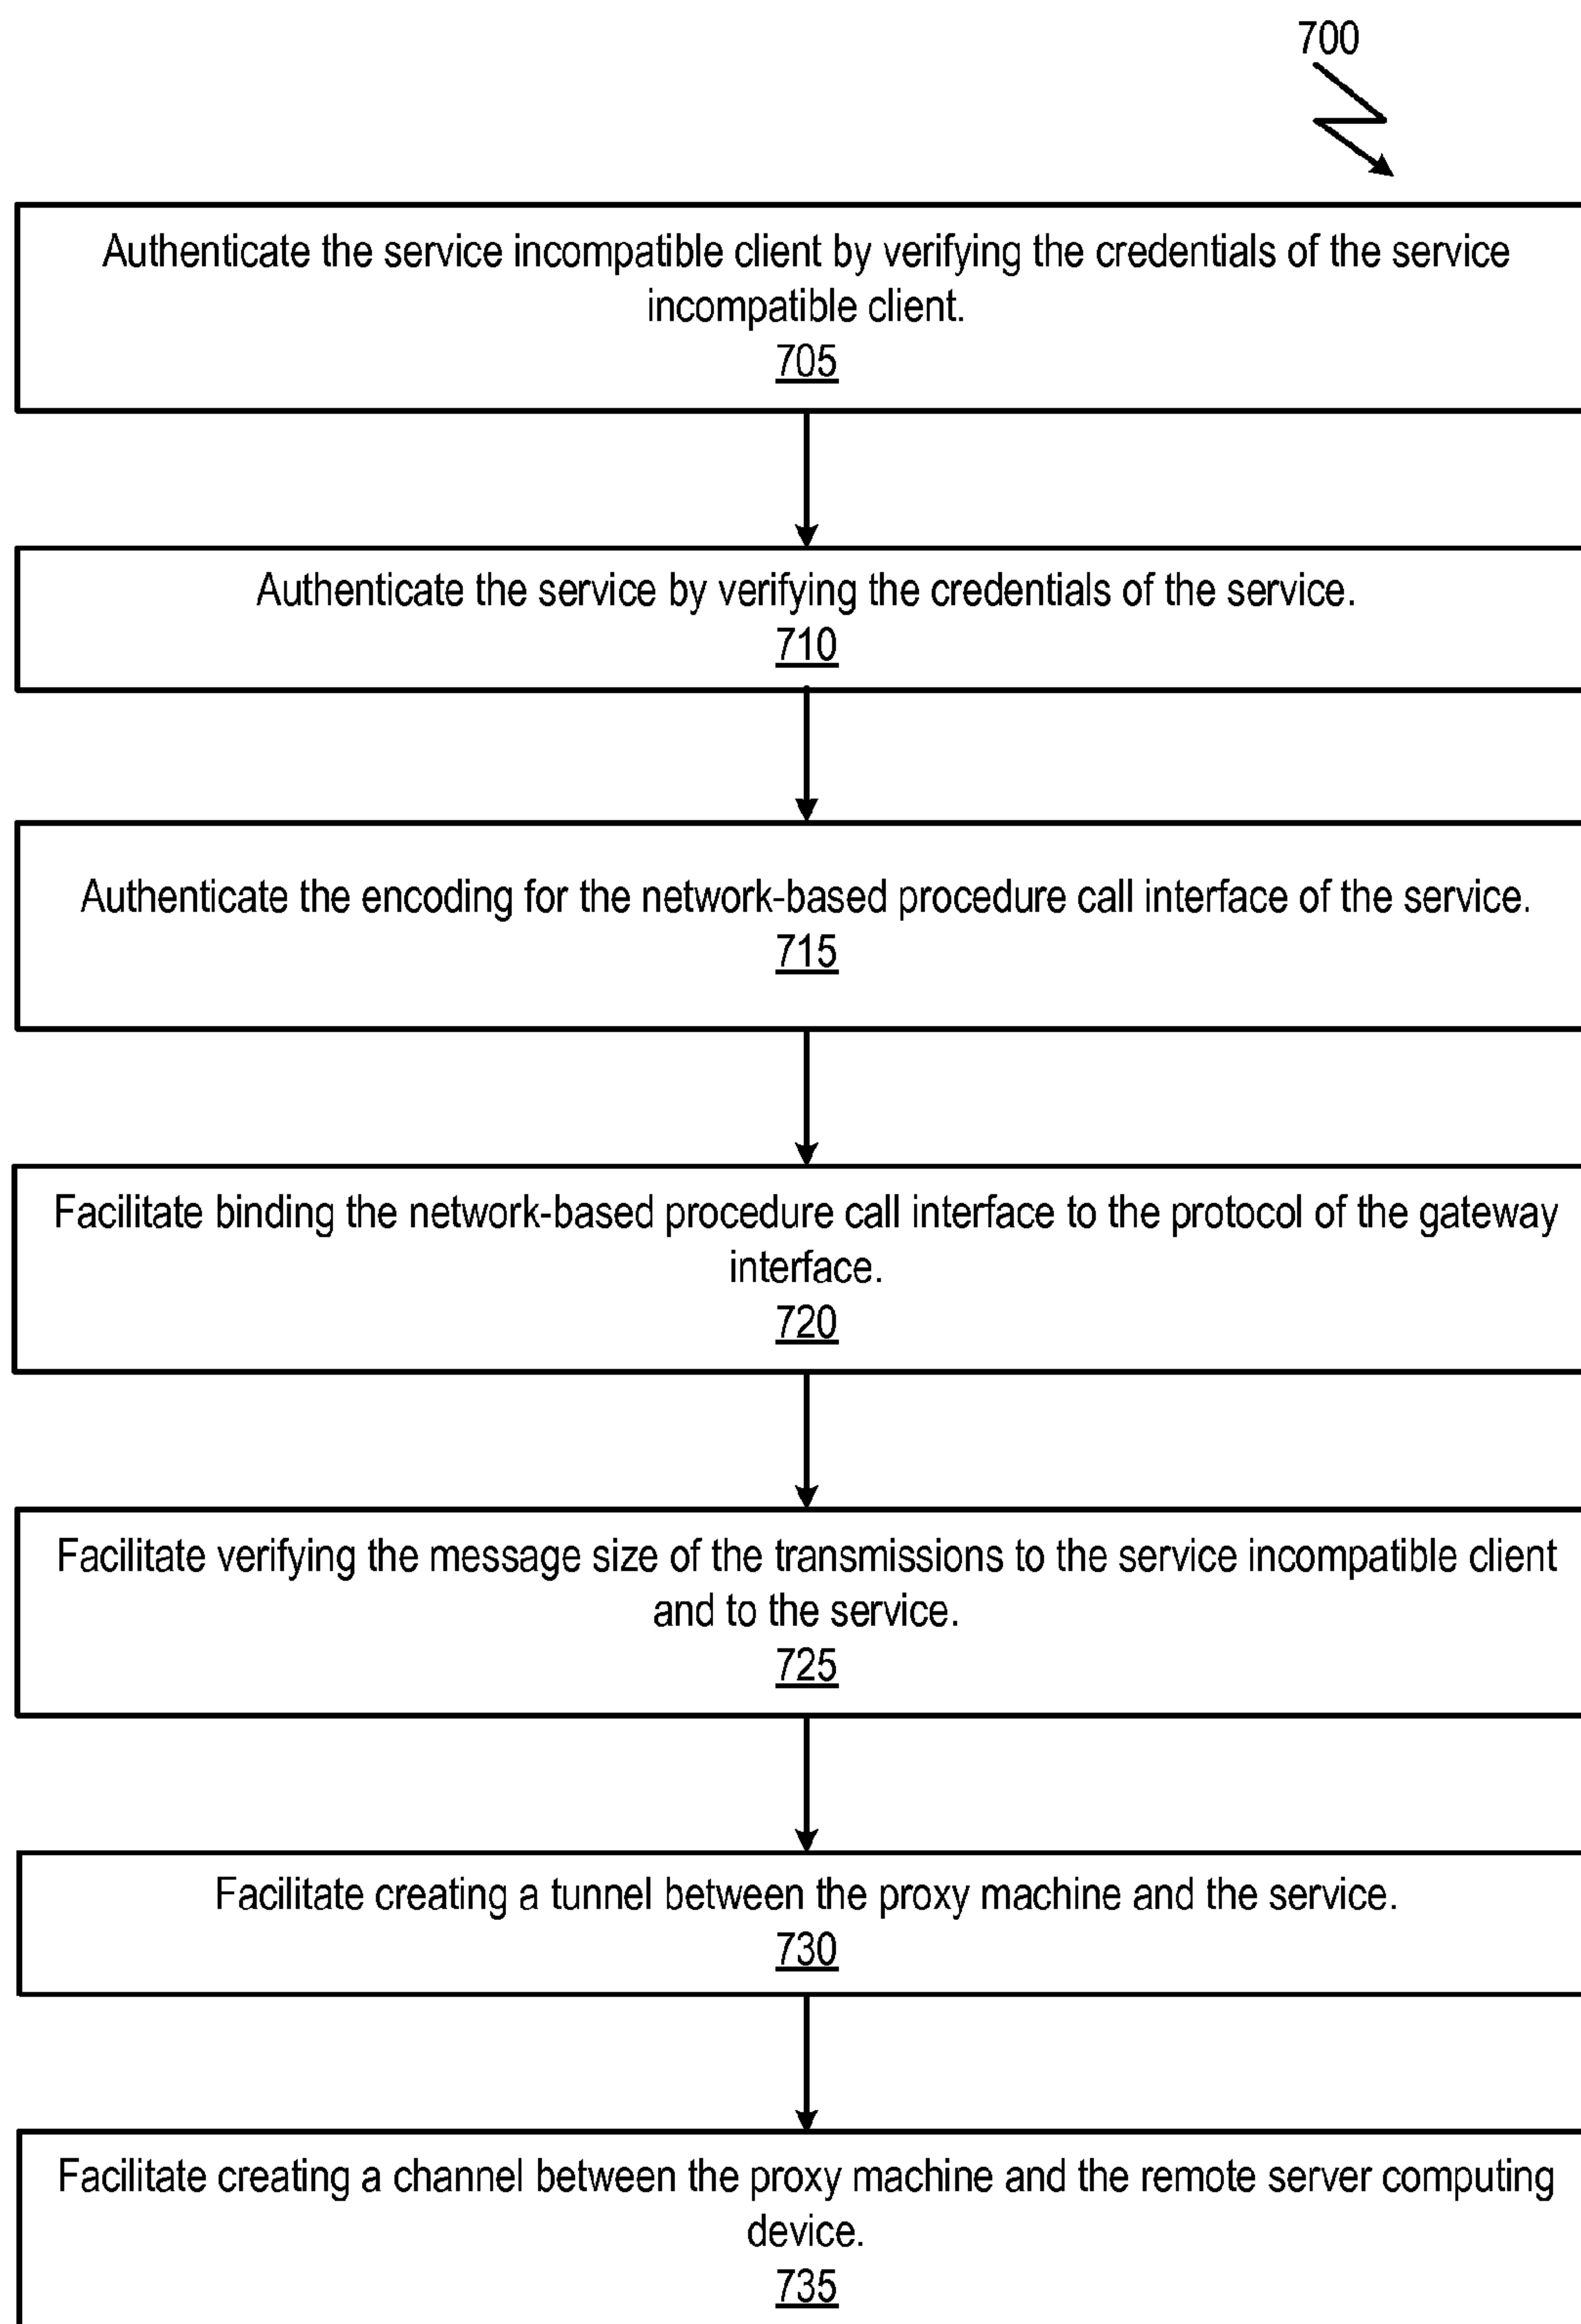 700
Authenticate the service incompatible client by verifying the credentials of the service
incompatible client.
705
Authenticate the service by verifying the credentials of the service.
710
Authenticate the encoding for the network-based procedure call interface of the service.
715
Facilitate binding the network-based procedure call interface to the protocol of the gateway
interface.
720
Facilitate verifying the message size of the transmissions to the service incompatible client
and to the service.
725
Facilitate creating a tunnel between the proxy machine and the service.
730
Facilitate creating a channel between the proxy machine and the remote server computing
device.
735